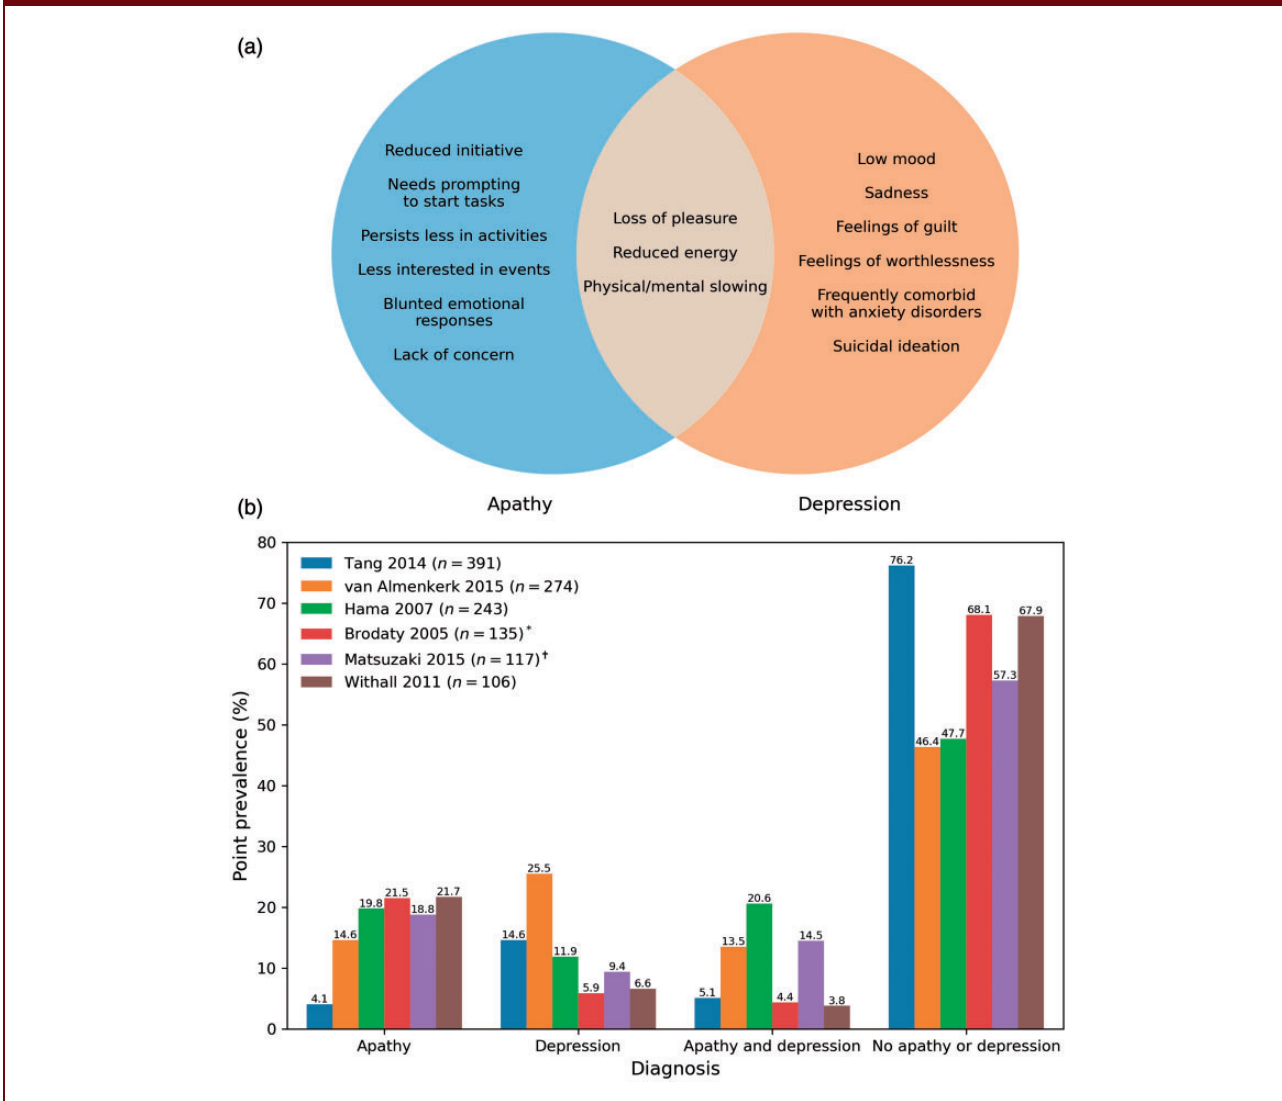 (a)
Reduced initiative
Needs prompting
to start tasks
Persists less in activities
Less interested in events
Blunted emotional
responses
Lack of concern
Loss of pleasure
Reduced energy
Physical/mental slowing
Low mood
Sadness
Feelings of guilt
Feelings of worthlessness
Frequently comorbid
with anxiety disorders
Suicidal ideation
Apathy
Depression
(b)
Point prevalence (%)
80
70
60
50
40
30
20
10
0
Tang 2014 (n = 391)
van Almenkerk 2015 (n = 274)
Hama 2007 (n = 243)
Brodaty 2005 (n = 135)*
Matsuzaki 2015 (n = 117)†
Withall 2011 (n = 106)
4.1
14.6
19.8
21.5
18.8
21.7
14.6
25.5
11.9
5.9
9.4
6.6
5.1
13.5
20.6
4.4
14.5
3.8
76.2
46.4
47.7
68.1
57.3
67.9
Apathy
Depression
Apathy and depression
No apathy or depression
Diagnosis